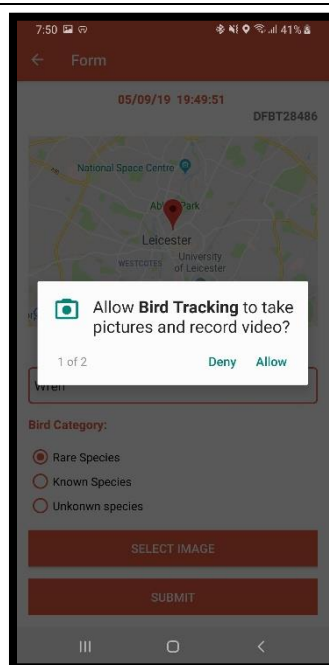 7:50 41%
Form
05/09/19 19:49:51
DFBT28486
National Space Centre
Park
Leicester
WESTCOTES University
of Leicester
Allow Bird Tracking to take
pictures and record video?
1 of 2 Deny Allow
Wren
Bird Category:
Rare Species
Known Species
Unkonwn species
SELECT IMAGE
SUBMIT